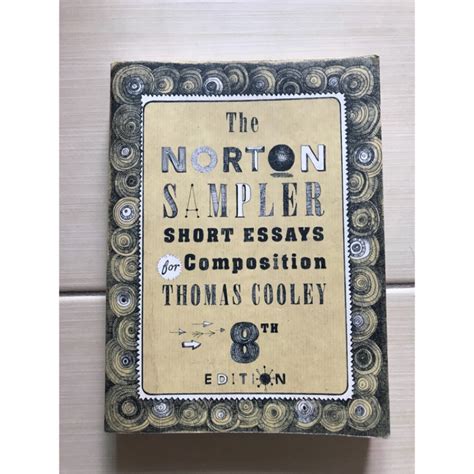 The
NORTON
SAMPLER
SHORT ESSAYS
for Composition
THOMAS COOLEY
8TH
EDITION